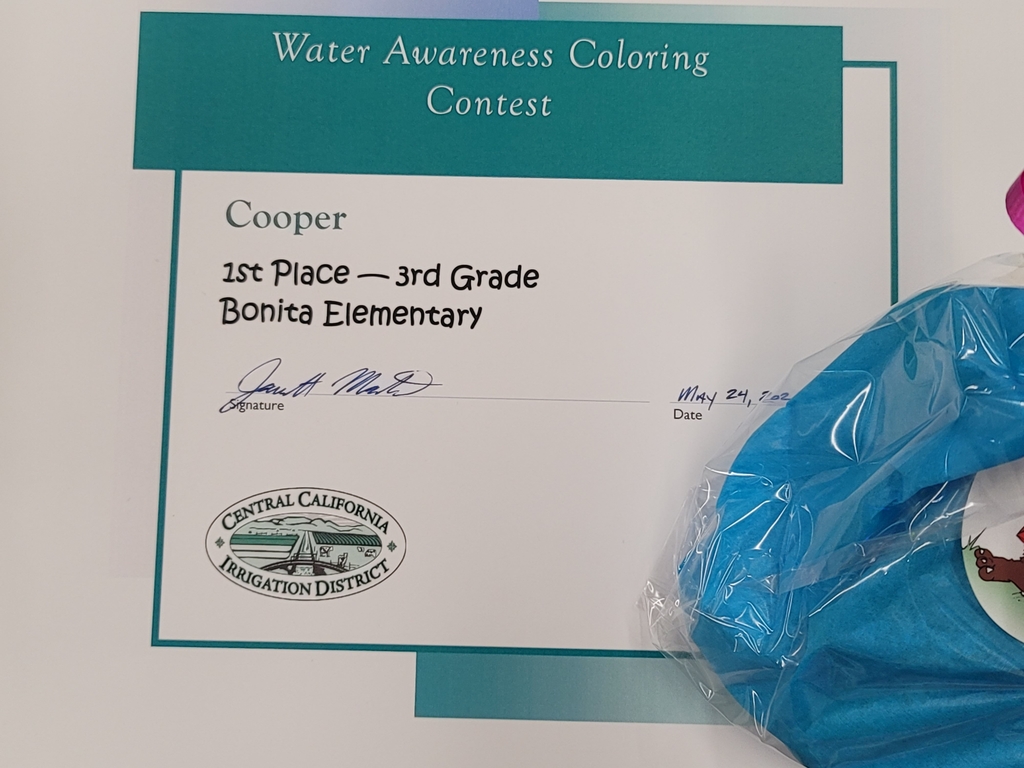 Water Awareness Coloring
Contest
Cooper
1st Place — 3rd Grade
Bonita Elementary
Signature
MAY 24,
Date
CENTRAL CALIFORNIA
IRRIGATION DISTRICT